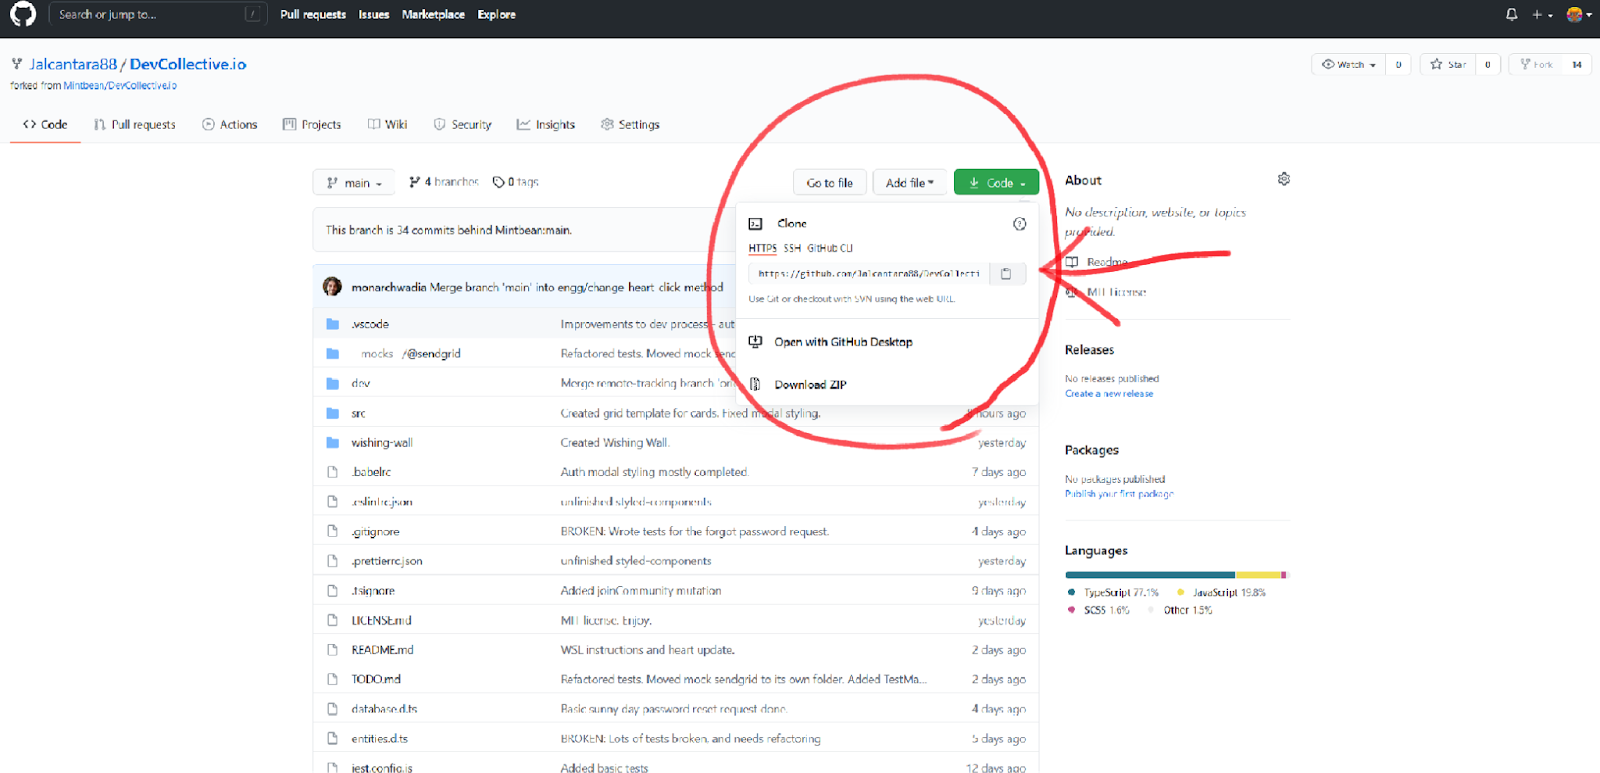 Search or jump to... /
Pull requests Issues Marketplace Explore
Jalcantara88 / DevCollective.io
forked from Mintbean/DevCollective.io
Watch 0 Star 0 Fork 14
Code Pull requests Actions Projects Wiki Security Insights Settings
main 4 branches 0 tags Go to file Add file Code
This branch is 34 commits behind Mintbean:main.
Clone
HTTPS SSH GitHub CLI
https://github.com/Jalcantara88/DevCollecti
Use Git or checkout with SVN using the web URL.
Open with GitHub Desktop
Download ZIP
monarchwadia Merge branch 'main' into engg/change heart click method
.vscode Improvements to dev process - aut
mocks /@sendgrid Refactored tests. Moved mock send
dev Merge remote-tracking branch 'ori
src Created grid template for cards. Fixed modal styling. 8 hours ago
wishing-wall Created Wishing Wall. yesterday
.babelrc Auth modal styling mostly completed. 7 days ago
.eslintrc.json unfinished styled-components yesterday
.gitignore BROKEN: Wrote tests for the forgot password request. 4 days ago
.prettierrc.json unfinished styled-components yesterday
.tsignore Added joinCommunity mutation 9 days ago
LICENSE.md MIT license. Enjoy. yesterday
README.md WSL instructions and heart update. 2 days ago
TODO.md Refactored tests. Moved mock sendgrid to its own folder. Added TestMa... 2 days ago
database.d.ts Basic sunny day password reset request done. 4 days ago
entities.d.ts BROKEN: Lots of tests broken, and needs refactoring 5 days ago
jest.config.js Added basic tests 12 days ago
About
No description, website, or topics
provided.
Readme
MIT License
Releases
No releases published
Create a new release
Packages
No packages published
Publish your first package
Languages
TypeScript 77.1% JavaScript 19.8%
SCSS 1.6% Other 1.5%